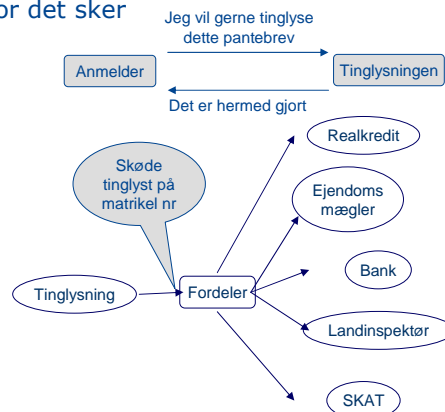 or det sker
Jeg vil gerne tinglyse
dette pantebrev
Anmelder
Tinglysningen
Det er hermed gjort
Realkredit
Skøde
tinglyst på
matrikel nr
Ejendoms
mægler
Bank
Tinglysning
Fordeler
Landinspektør
SKAT